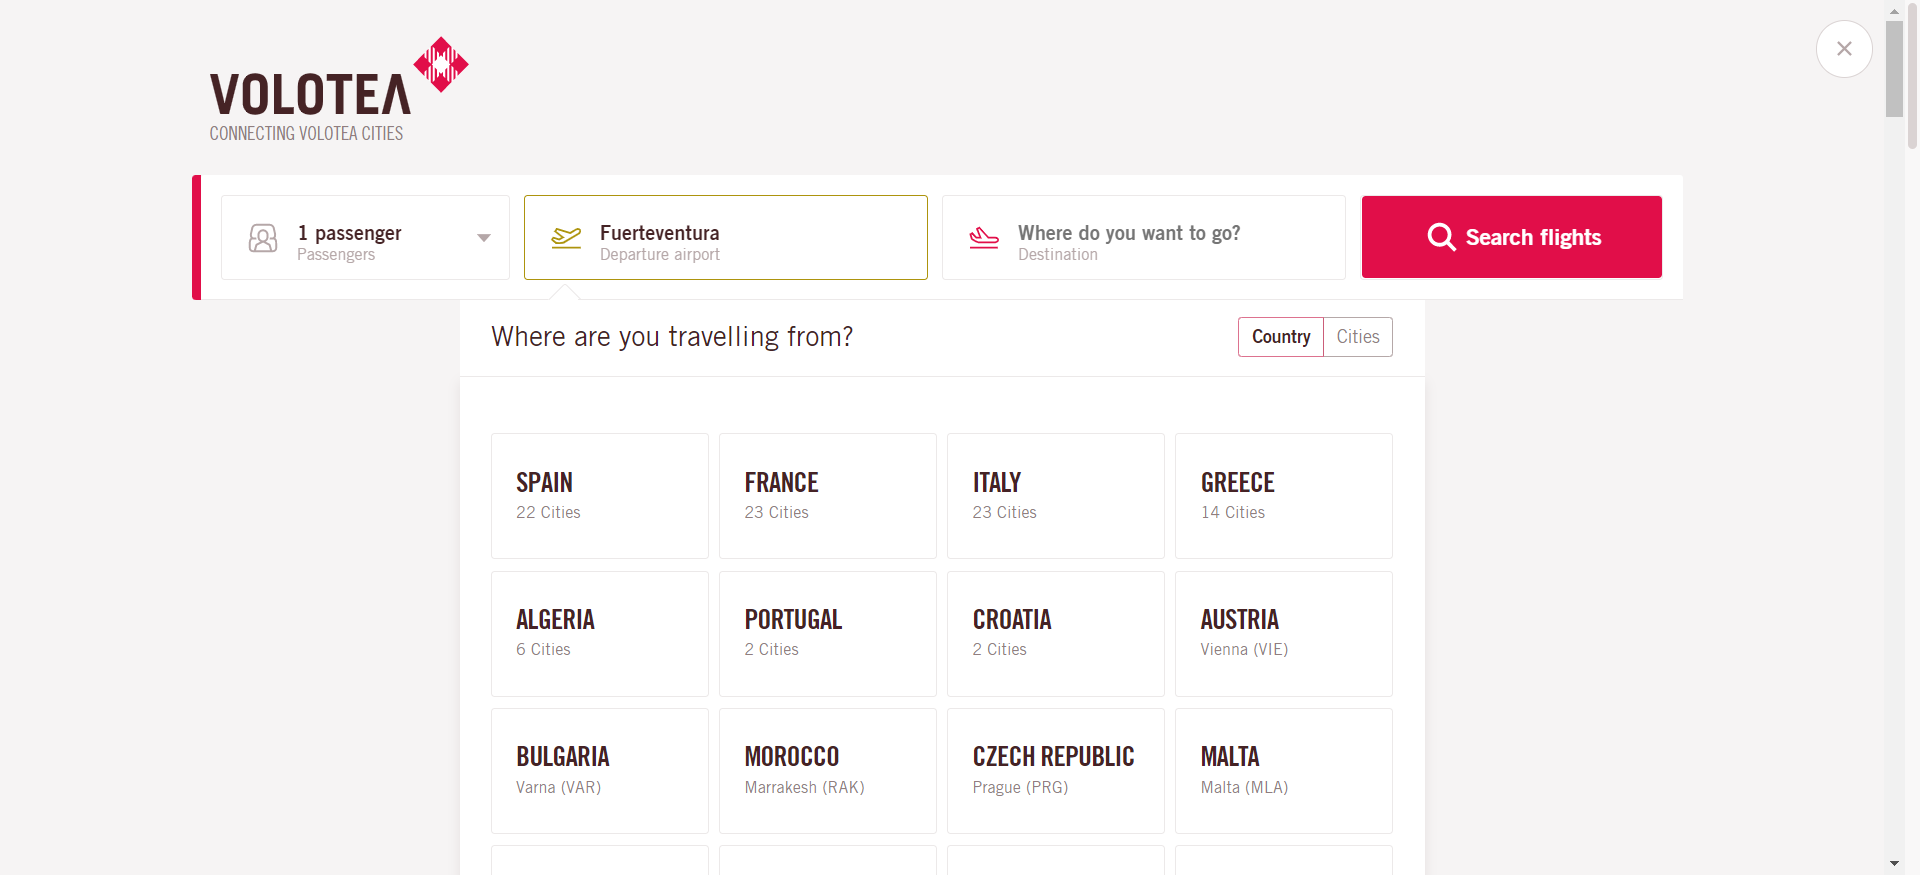 VOLOTEA
CONNECTING VOLOTEA CITIES
1 passenger
Passengers
Fuerteventura
Departure airport
Where do you want to go?
Destination
Search flights
Where are you travelling from?
Country
Cities
SPAIN
22 Cities
FRANCE
23 Cities
ITALY
23 Cities
GREECE
14 Cities
ALGERIA
6 Cities
PORTUGAL
2 Cities
CROATIA
2 Cities
AUSTRIA
Vienna (VIE)
BULGARIA
Varna (VAR)
MOROCCO
Marrakesh (RAK)
CZECH REPUBLIC
Prague (PRG)
MALTA
Malta (MLA)